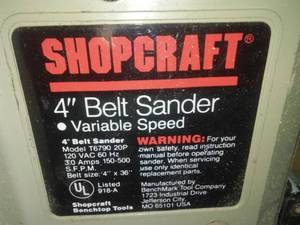 SHOPCRAFT®
4" Belt Sander
• Variable Speed
4" Belt Sander
Model T6790 20P
120 VAC 60 Hz
3.0 Amps 150-500
S.F.P.M.
Belt size: 4" x 36"
UL Listed
918-A
Shopcraft
Benchtop Tools
WARNING: For your
own safety, read instruction
manual before operating
sander. When servicing
use only identical
replacement parts.
Manufactured for
BenchMark Tool Company
1723 Industrial Drive
Jefferson City,
MO 65101 USA